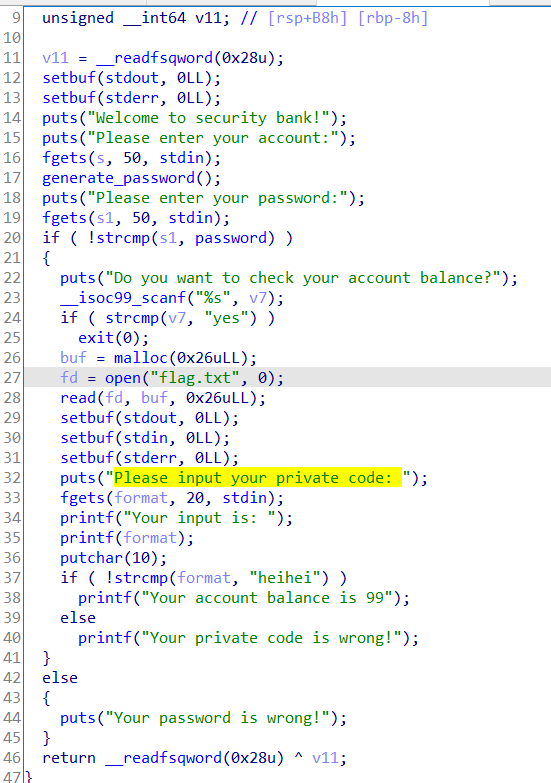 9 unsigned __int64 v11; // [rsp+B8h] [rbp-8h]
10
11 v11 = __readfsqword(0x28u);
12 setbuf(stdout, 0LL);
13 setbuf(stderr, 0LL);
14 puts("Welcome to security bank!");
15 puts("Please enter your account:");
16 fgets(s, 50, stdin);
17 generate_password();
18 puts("Please enter your password:");
19 fgets(s1, 50, stdin);
20 if ( !strcmp(s1, password) )
21 {
22 puts("Do you want to check your account balance?");
23 __isoc99_scanf("%s", v7);
24 if ( strcmp(v7, "yes") )
25 exit(0);
26 buf = malloc(0x26uLL);
27 fd = open("flag.txt", 0);
28 read(fd, buf, 0x26uLL);
29 setbuf(stdout, 0LL);
30 setbuf(stdin, 0LL);
31 setbuf(stderr, 0LL);
32 puts("Please input your private code: ");
33 fgets(format, 20, stdin);
34 printf("Your input is: ");
35 printf(format);
36 putchar(10);
37 if ( !strcmp(format, "heihei") )
38 printf("Your account balance is 99");
39 else
40 printf("Your private code is wrong!");
41 }
42 else
43 {
44 puts("Your password is wrong!");
45 }
46 return __readfsqword(0x28u) ^ v11;
47 }